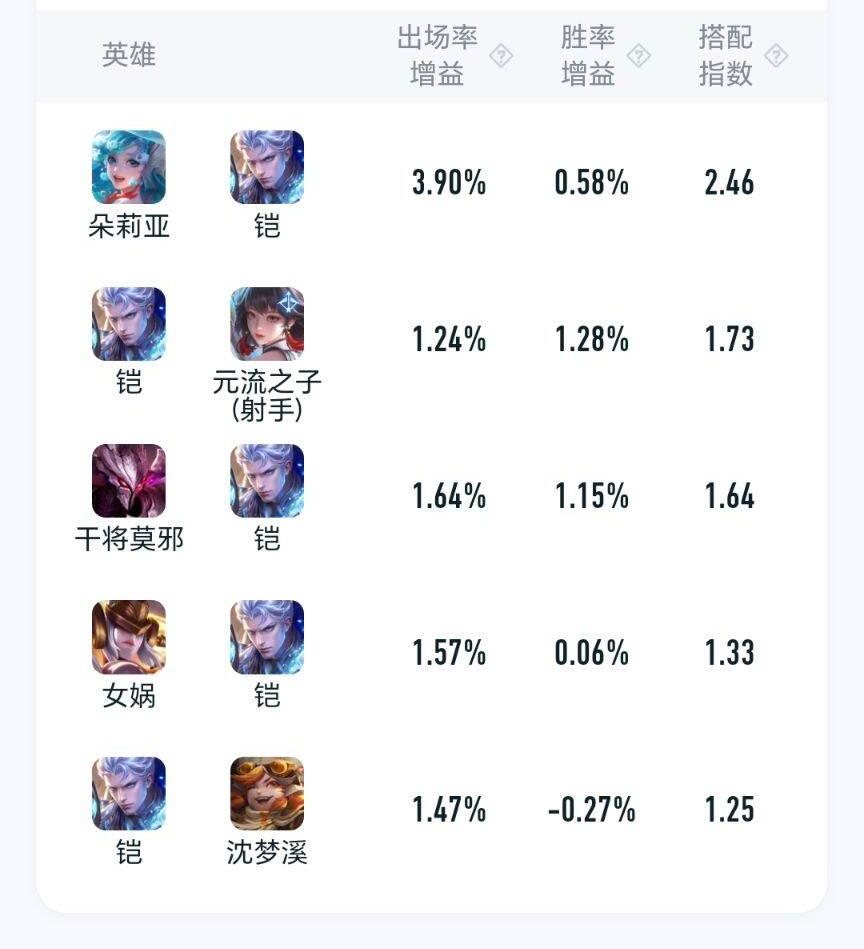 英雄
出场率
增益
胜率
增益
搭配
指数
朵莉亚 铠 3.90% 0.58% 2.46
铠 元流之子
(射手) 1.24% 1.28% 1.73
干将莫邪 铠 1.64% 1.15% 1.64
女娲 铠 1.57% 0.06% 1.33
铠 沈梦溪 1.47% -0.27% 1.25